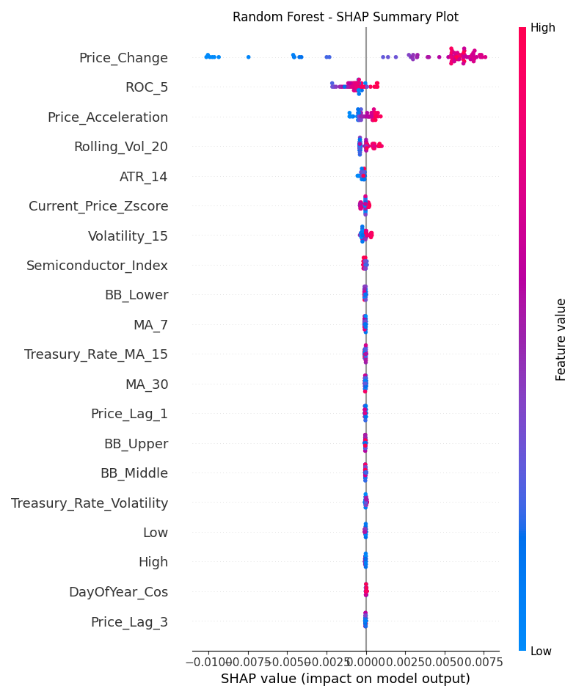 Random Forest - SHAP Summary Plot
High
Price_Change
ROC_5
Price_Acceleration
Rolling_Vol_20
ATR_14
Current_Price_Zscore
Volatility_15
Semiconductor_Index
BB_Lower
MA_7
Treasury_Rate_MA_15
MA_30
Price_Lag_1
BB_Upper
BB_Middle
Treasury_Rate_Volatility
Low
High
DayOfYear_Cos
Price_Lag_3
Feature value
Low
−0.0100 −0.0075 −0.0050 −0.0025 0.0000 0.0025 0.0050 0.0075
SHAP value (impact on model output)